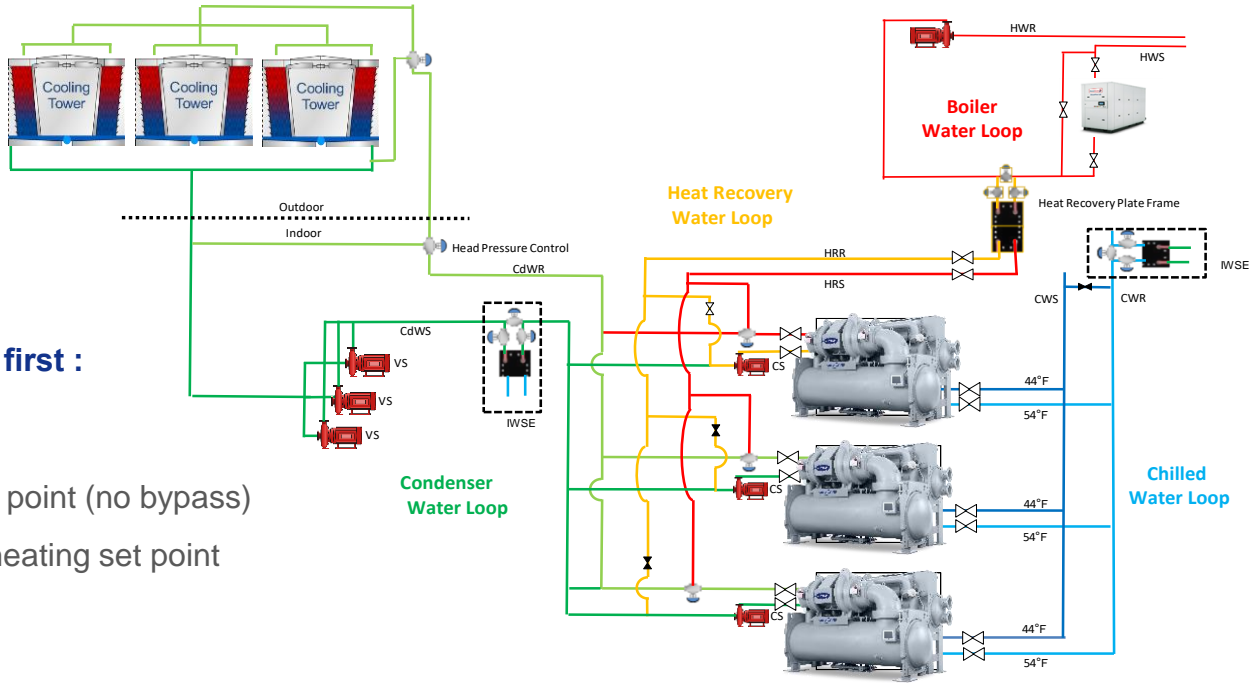 HWR
HWS
Cooling
Tower
Cooling
Tower
Cooling
Tower
Boiler
Water Loop
Heat Recovery
Water Loop
Heat Recovery Plate Frame
Outdoor
Indoor
Head Pressure Control
CdWR
HRR
HRS
IWSE
CWS
CWR
CdWS
first :
VS
VS
VS
IWSE
CS
44°F
54°F
Condenser
Water Loop
Chilled
Water Loop
point (no bypass)
CS
44°F
54°F
heating set point
CS
44°F
54°F